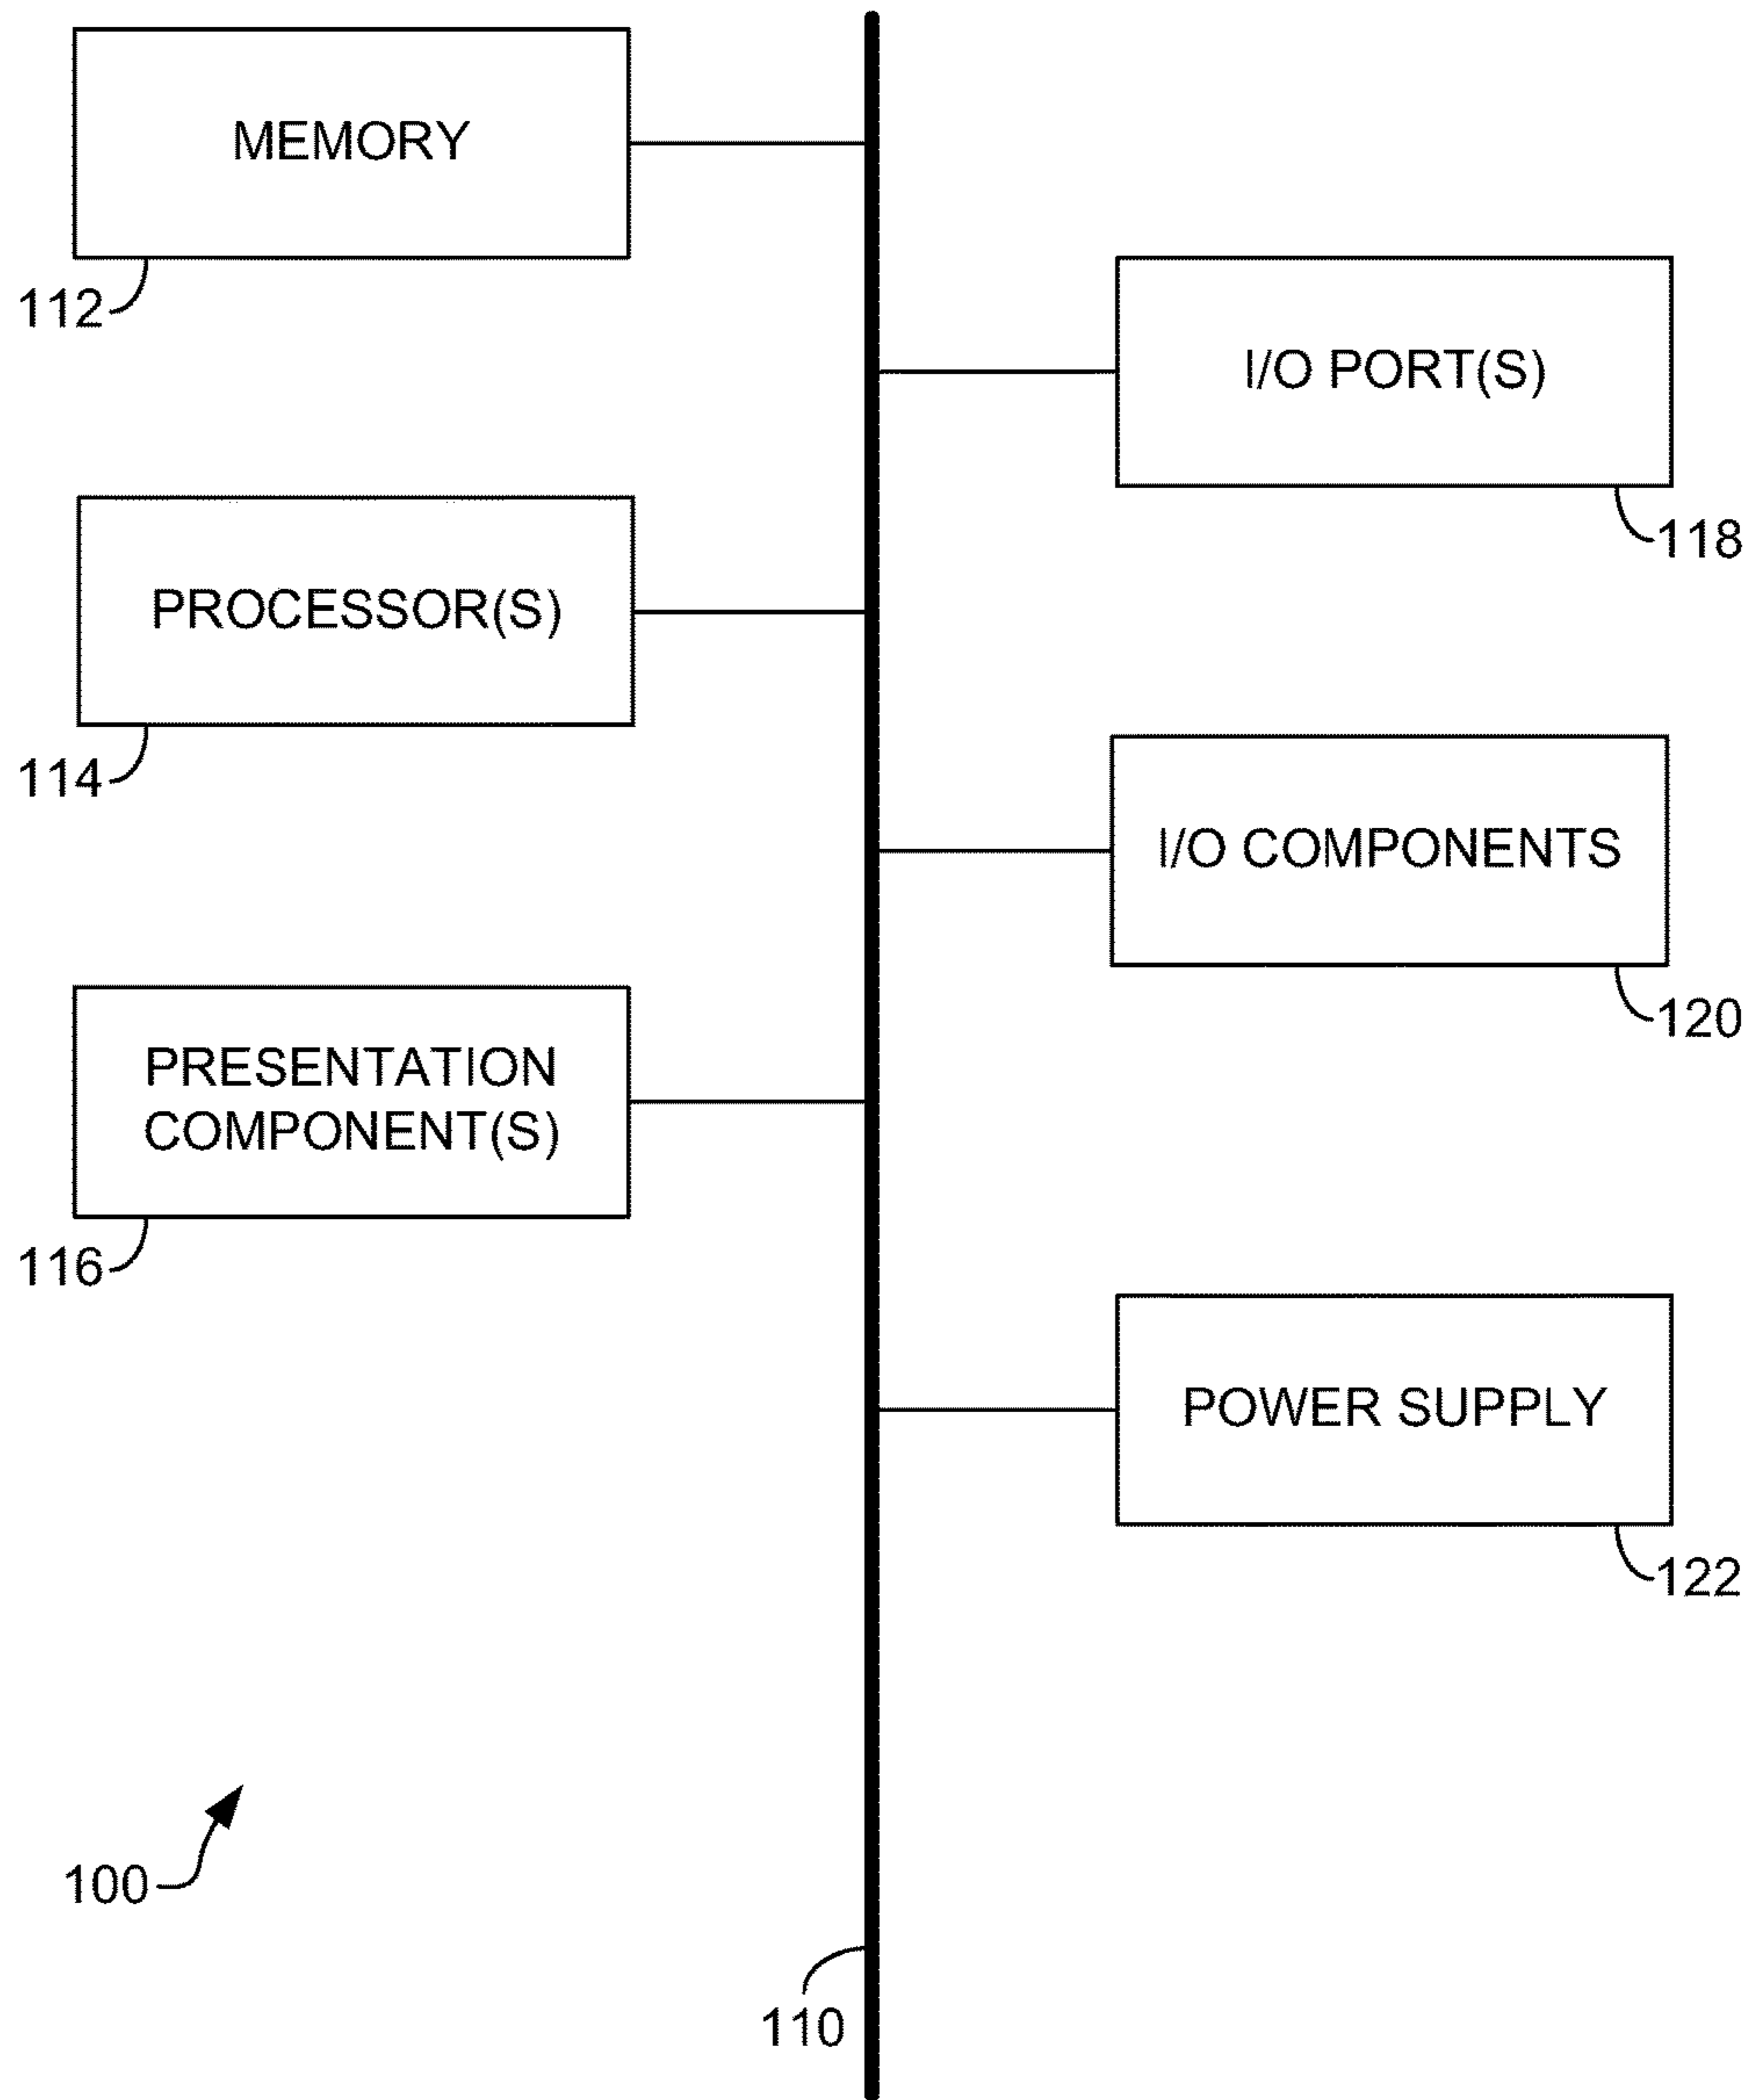 MEMORY
112
I/O PORT(S)
118
PROCESSOR(S)
114
I/O COMPONENTS
120
PRESENTATION
COMPONENT(S)
116
POWER SUPPLY
122
100
110